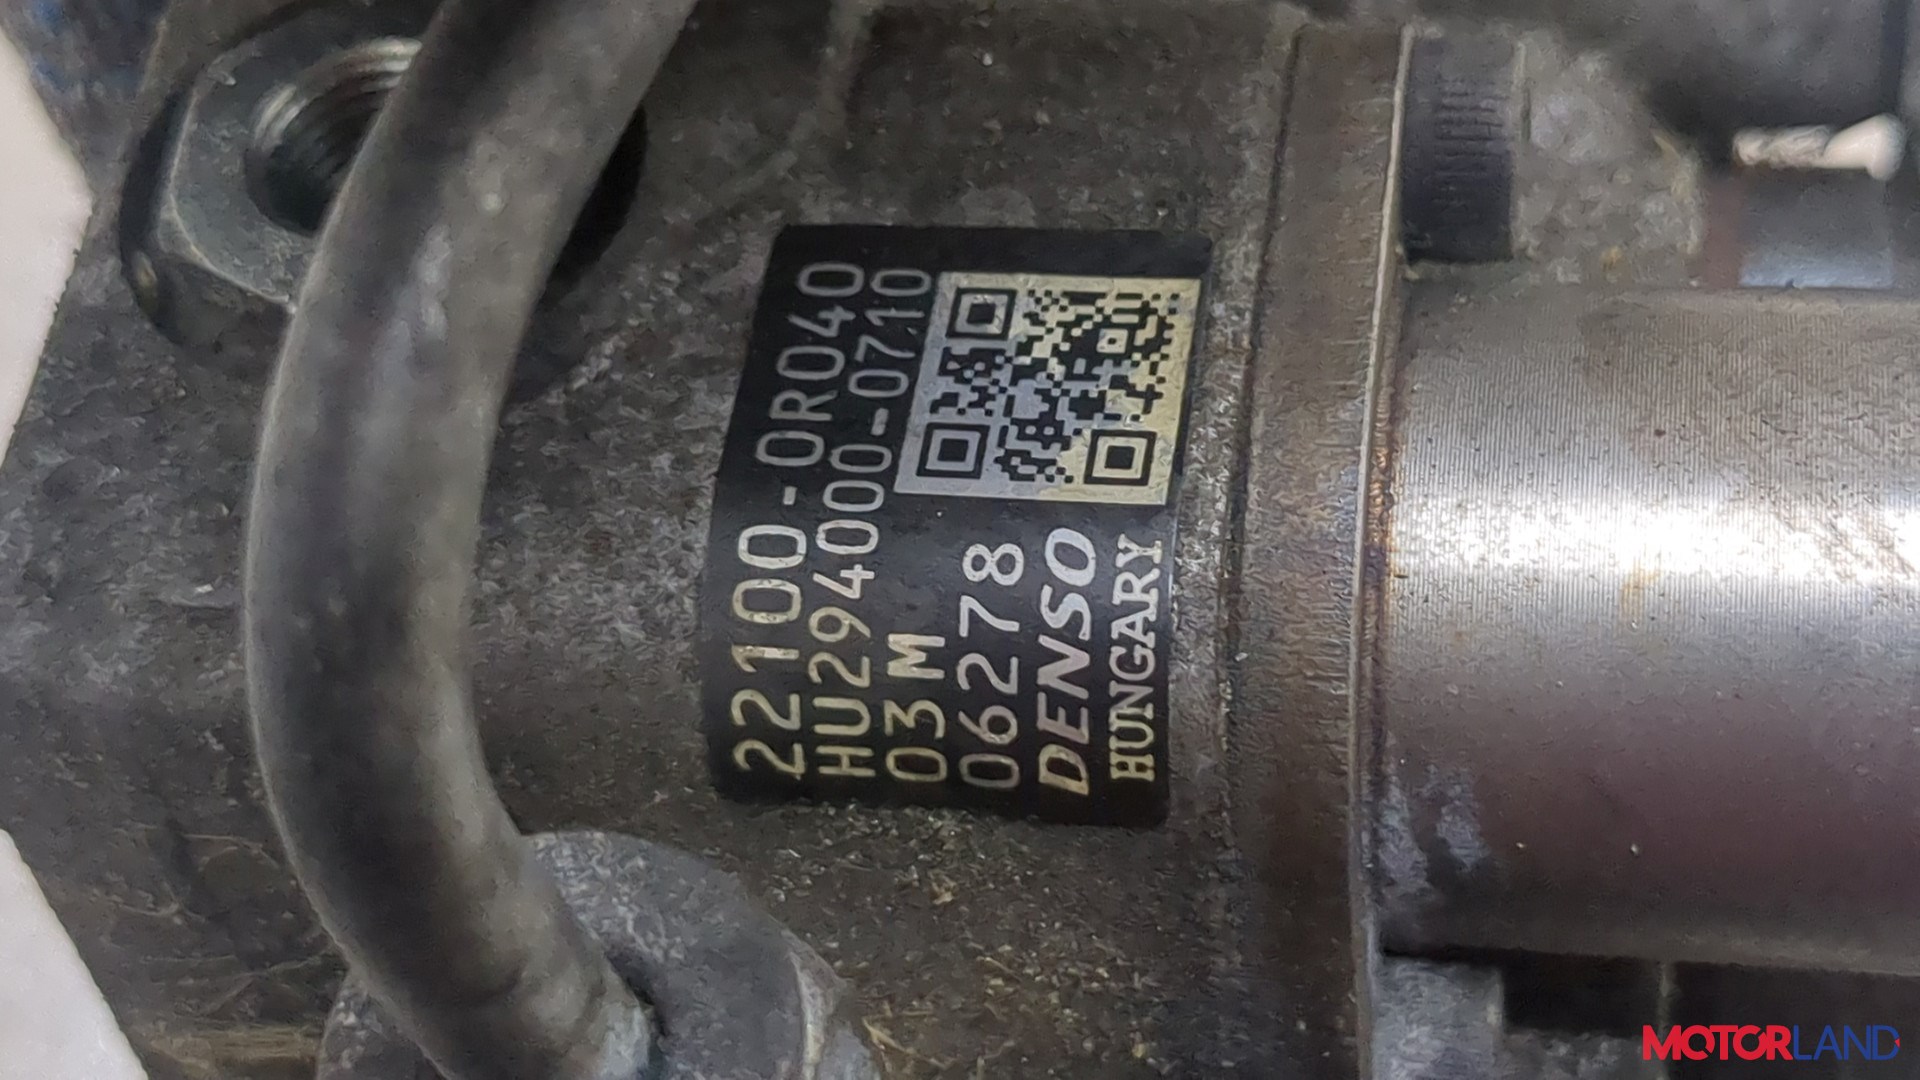 22100-0R040
HU294000-0710
03M
06278
DENSO
HUNGARY
MOTORLAND